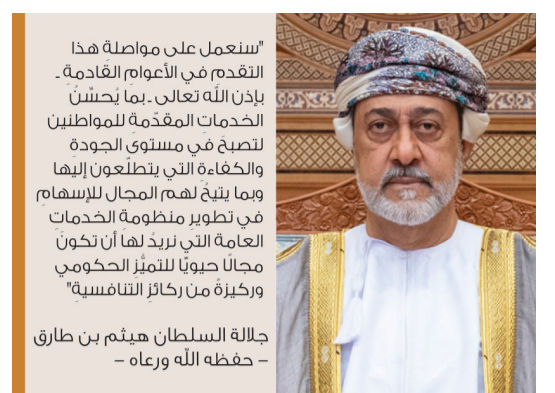 "سنعمل على مواصلة هذا
التقدم في الأعوامِ القَادمةِ ـ
بإذن الله تعالى ـ بما يُحسِّنُ
الخدماتِ المقدّمةِ للمواطنين
لتصبحَ في مستوى الجودةِ
والكفاءةِ التي يتطلّعون إليها
وبما يتيحُ لهم المجال للإسهامِ
في تطويرِ منظومةِ الخدماتِ
العامة التي نريدُ لها أن تكونَ
مجالًا حيويًا للتميُّزِ الحكومي
وركيزةً من ركائزِ التنافسيةِ"
جلالة السلطان هيثم بن طارق
– حفظه الله ورعاه –